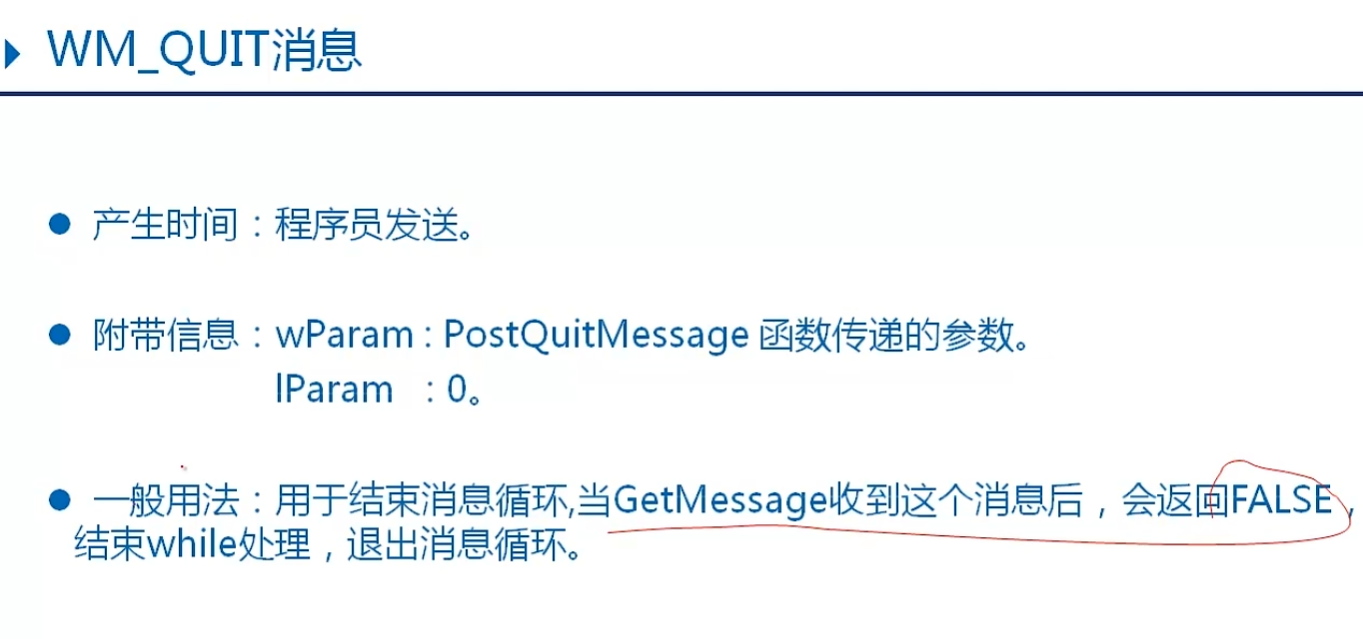 WM_QUIT消息
产生时间：程序员发送。
附带信息：wParam : PostQuitMessage 函数传递的参数。
lParam ：0。
一般用法：用于结束消息循环,当GetMessage收到这个消息后，会返回FALSE，
结束while处理，退出消息循环。